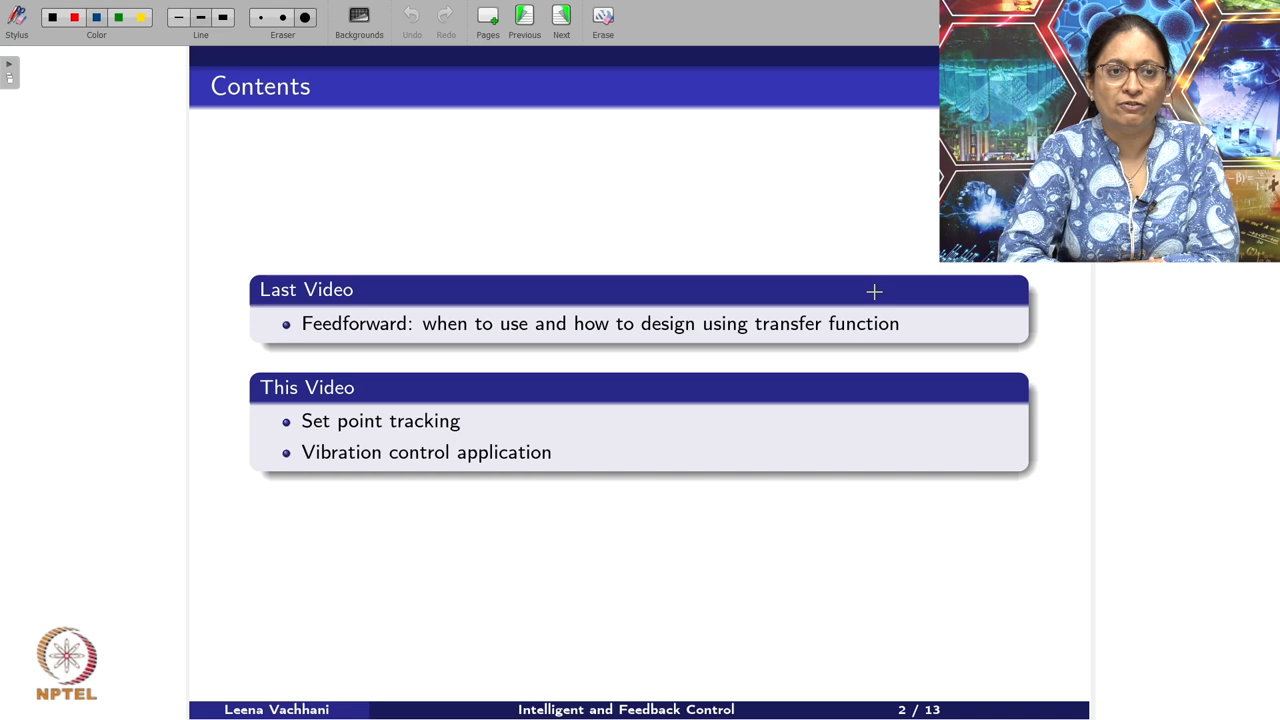 Stylus
Color
Line
Eraser
Backgrounds
Undo
Redo
Pages
Previous
Next
Erase
Contents
Last Video
Feedforward: when to use and how to design using transfer function
This Video
Set point tracking
Vibration control application
NPTEL
Leena Vachhani
Intelligent and Feedback Control
2 / 13